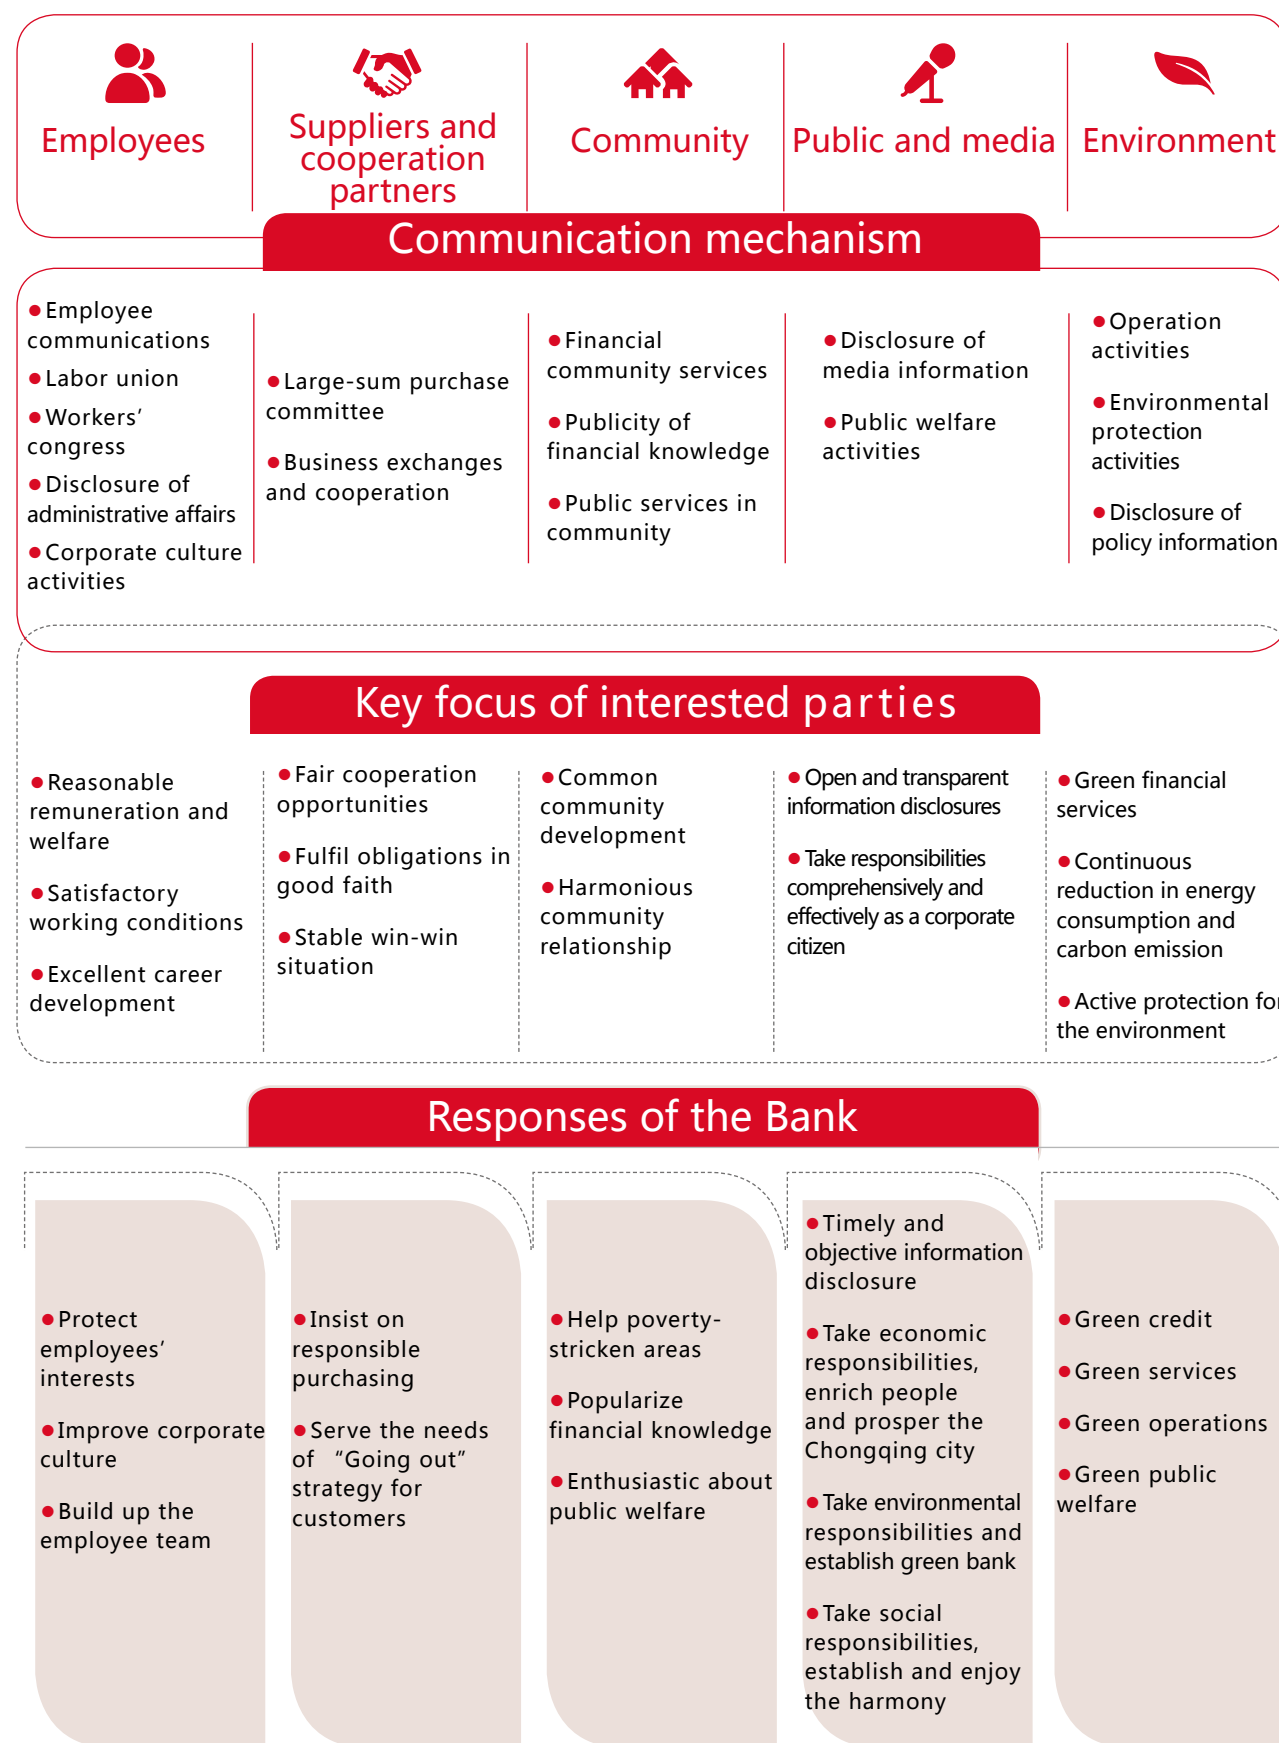 Employees
Suppliers and
cooperation
partners
Community
Public and media
Environment
Communication mechanism
●Employee
communications
●Labor union
●Workers’
congress
●Disclosure of
administrative affairs
●Corporate culture
activities
●Large-sum purchase
committee
●Business exchanges
and cooperation
●Financial
community services
●Publicity of
financial knowledge
●Public services in
community
●Disclosure of
media information
●Public welfare
activities
●Operation
activities
●Environmental
protection
activities
●Disclosure of
policy information
Key focus of interested parties
●Reasonable
remuneration and
welfare
●Satisfactory
working conditions
●Excellent career
development
●Fair cooperation
opportunities
●Fulfil obligations in
good faith
●Stable win-win
situation
●Common
community
development
●Harmonious
community
relationship
●Open and transparent
information disclosures
●Take responsibilities
comprehensively and
effectively as a corporate
citizen
●Green financial
services
●Continuous
reduction in energy
consumption and
carbon emission
●Active protection for
the environment
Responses of the Bank
●Protect
employees’
interests
●Improve corporate
culture
●Build up the
employee team
●Insist on
responsible
purchasing
●Serve the needs
of “Going out”
strategy for
customers
●Help poverty-
stricken areas
●Popularize
financial knowledge
●Enthusiastic about
public welfare
●Timely and
objective information
disclosure
●Take economic
responsibilities,
enrich people
and prosper the
Chongqing city
●Take environmental
responsibilities and
establish green bank
●Take social
responsibilities,
establish and enjoy
the harmony
●Green credit
●Green services
●Green operations
●Green public
welfare